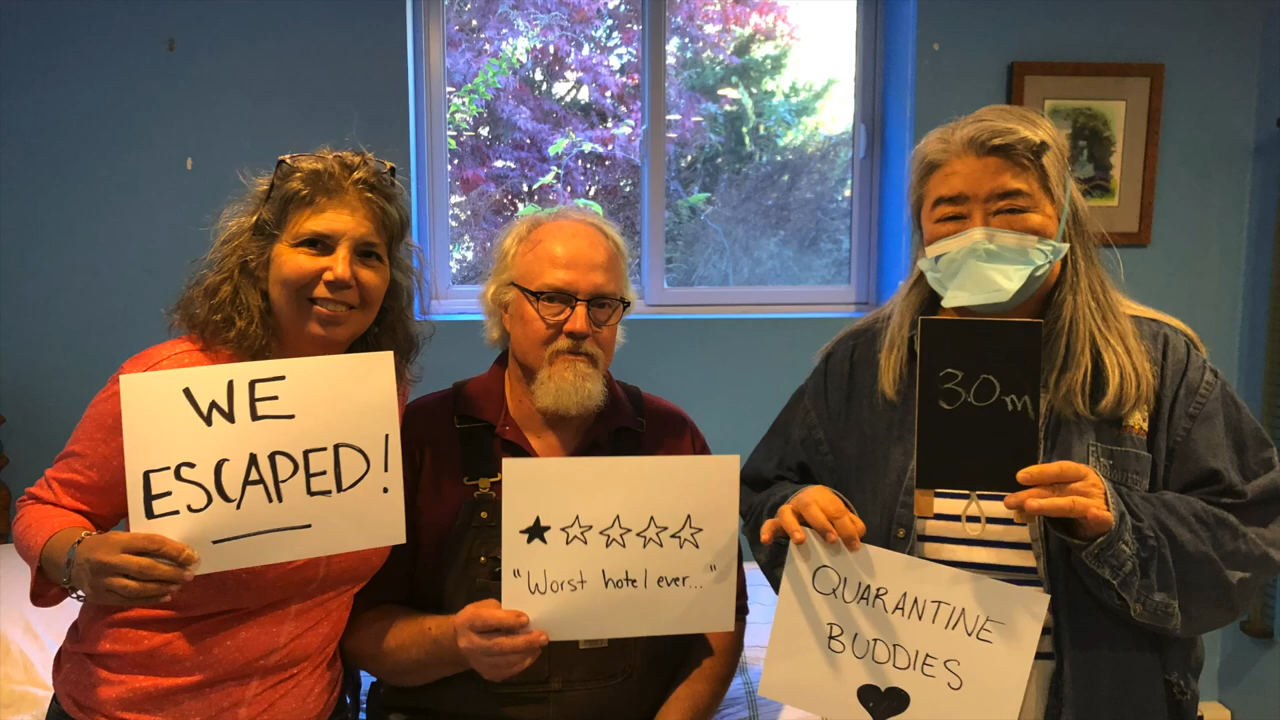 WE
ESCAPED!
"Worst hotel ever..."
30m
QUARANTINE
BUDDIES